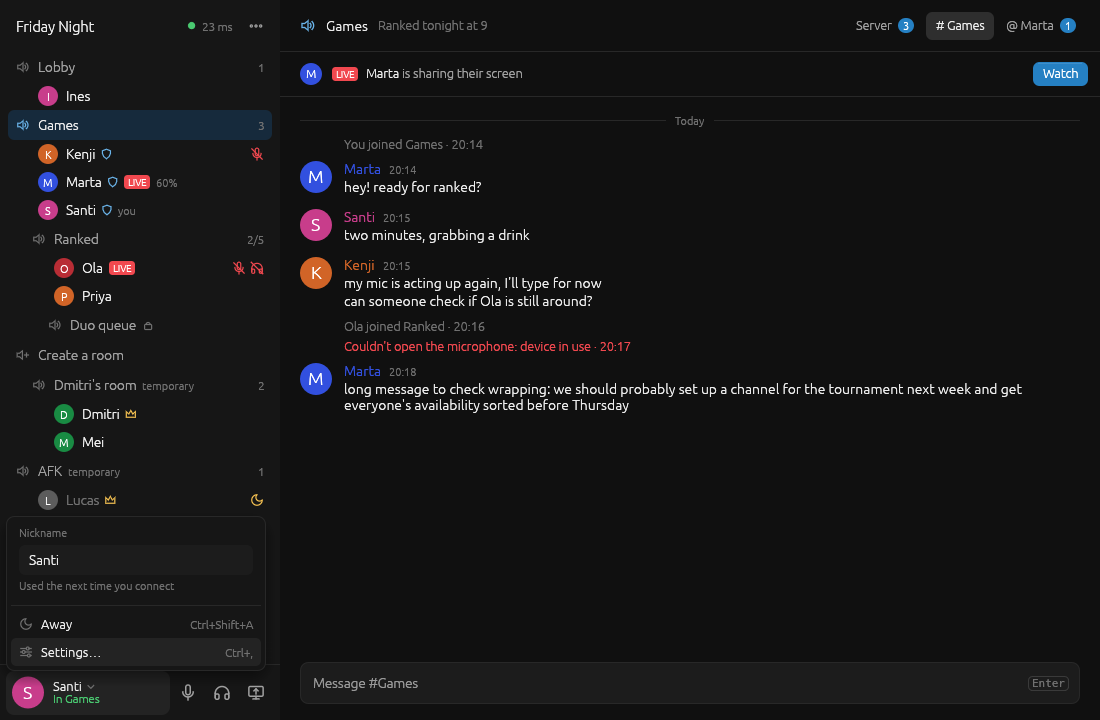 Friday Night
23 ms
Lobby
1
I
Ines
Games
3
K
Kenji
M
Marta
LIVE
60%
S
Santi
you
Ranked
2/5
O
Ola
LIVE
P
Priya
Duo queue
Create a room
Dmitri's room
temporary
2
D
Dmitri
M
Mei
AFK
temporary
1
L
Lucas
Nickname
Santi
Used the next time you connect
Away
Ctrl+Shift+A
Settings…
Ctrl+,
S
Santi
In Games
Games
Ranked tonight at 9
Server
3
# Games
@ Marta
1
M
LIVE
Marta is sharing their screen
Watch
Today
You joined Games · 20:14
M
Marta 20:14
hey! ready for ranked?
S
Santi 20:15
two minutes, grabbing a drink
K
Kenji 20:15
my mic is acting up again, I'll type for now
can someone check if Ola is still around?
Ola joined Ranked · 20:16
Couldn't open the microphone: device in use · 20:17
M
Marta 20:18
long message to check wrapping: we should probably set up a channel for the tournament next week and get
everyone's availability sorted before Thursday
Message #Games
Enter